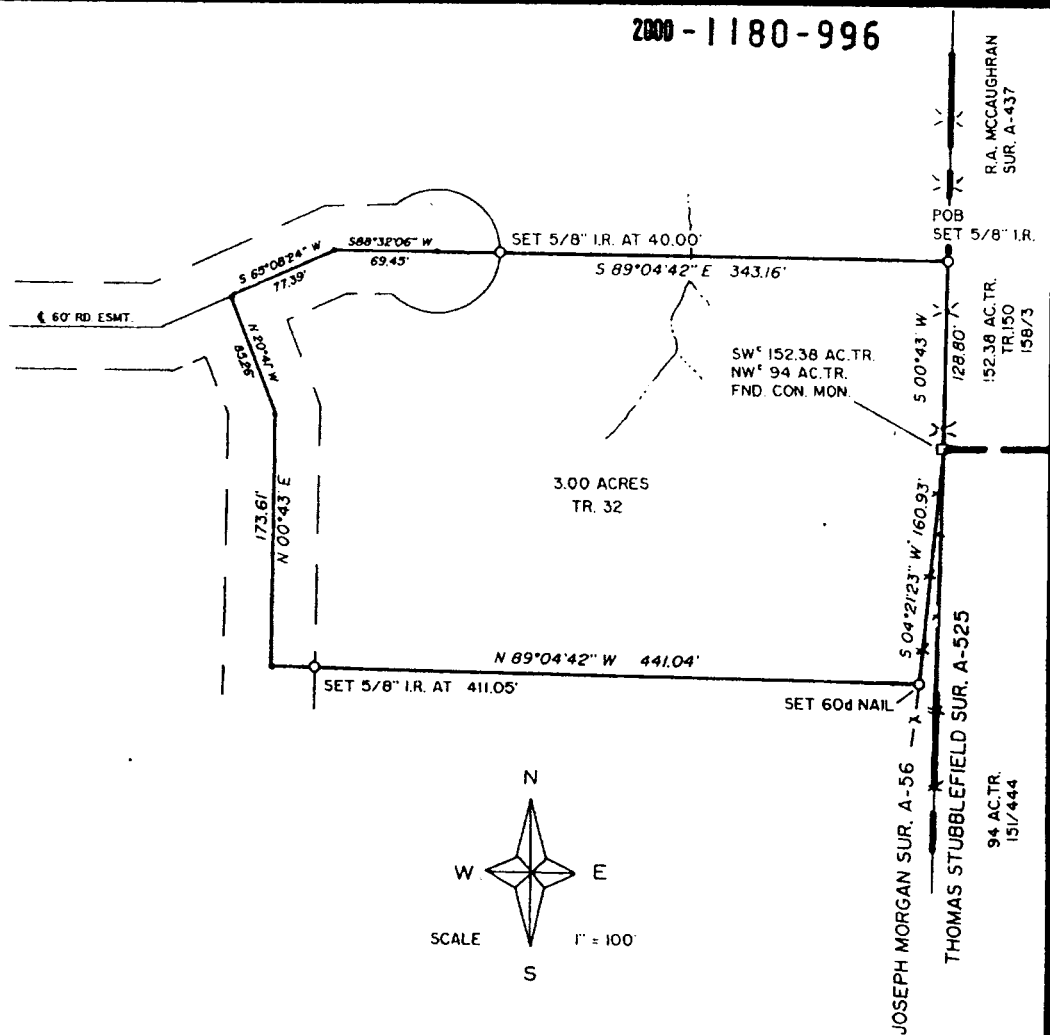 2000-1180-996
R.A. MCCAUGHRAN
SUR. A-437
POB
SET 5/8" I.R.
SET 5/8" I.R. AT 40.00'
S 89°04'42" E 343.16'
S88°32'06" W
69.45'
S 65°08'24" W
77.39'
℄ 60' RD. ESMT.
N 20°41' W
85.26'
S 00°43' W
128.80'
152.38 AC.TR.
TR.150
158/3
SW᷾ᶜ 152.38 AC.TR.
NWᶜ 94 AC.TR.
FND. CON. MON.
3.00 ACRES
TR. 32
173.61'
N 00°43' E
S 04°21'23" W 160.93'
N 89°04'42" W 441.04'
SET 5/8" I.R. AT 411.05'
SET 60d NAIL
JOSEPH MORGAN SUR. A-56
THOMAS STUBBLEFIELD SUR. A-525
94 AC.TR.
151/444
N
W E
S
SCALE 1" = 100'